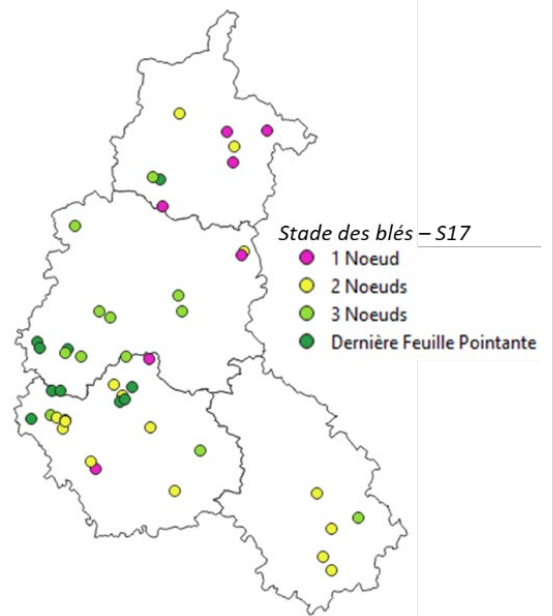 Stade des blés – S17
1 Noeud
2 Noeuds
3 Noeuds
Dernière Feuille Pointante